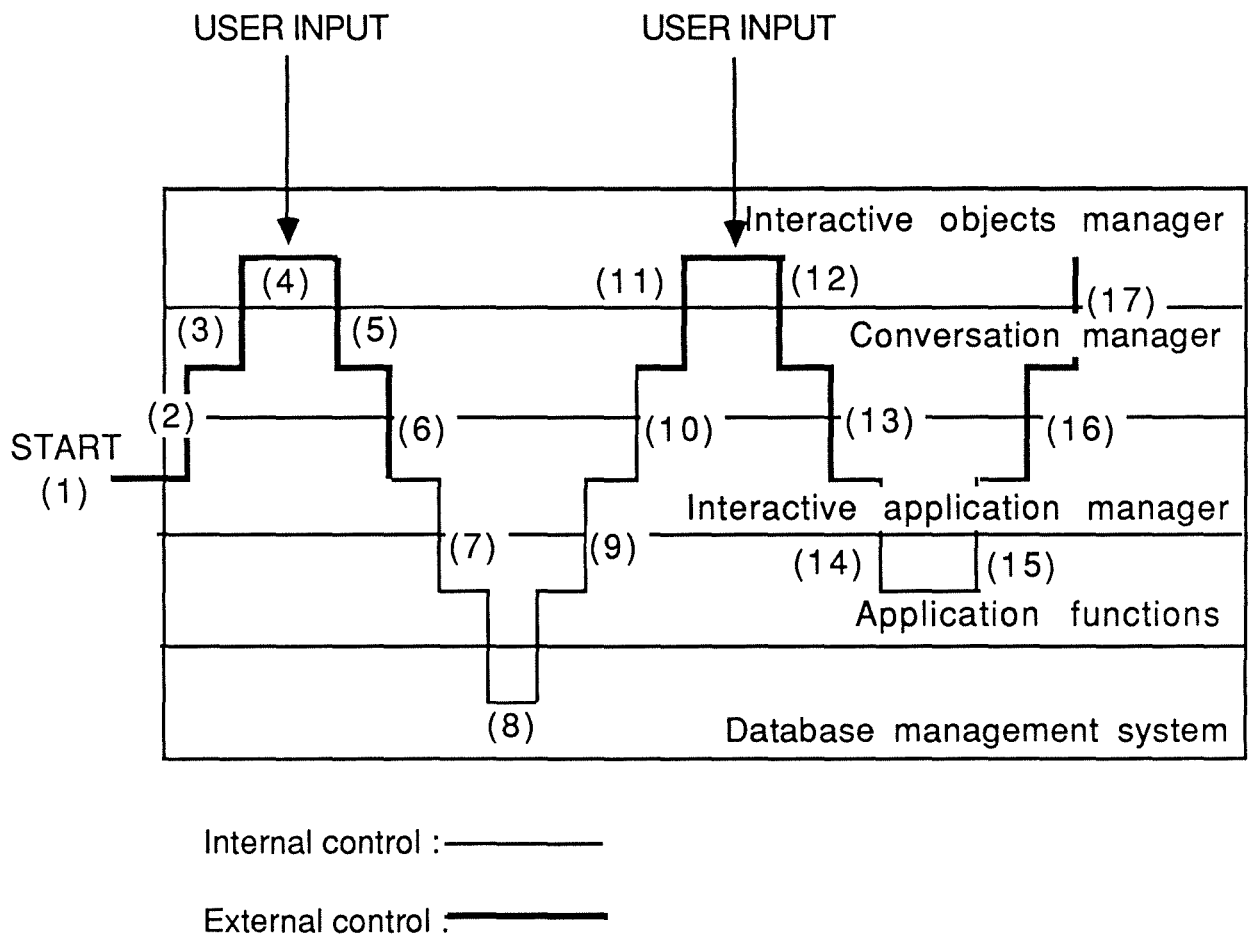 USER INPUT
USER INPUT
Interactive objects manager
(4)
(11)
(12)
(17)
(3)
(5)
Conversation manager
(2)
(6)
(10)
(13)
(16)
START
(1)
Interactive application manager
(7)
(9)
(14)
(15)
Application functions
(8)
Database management system
Internal control :
External control :